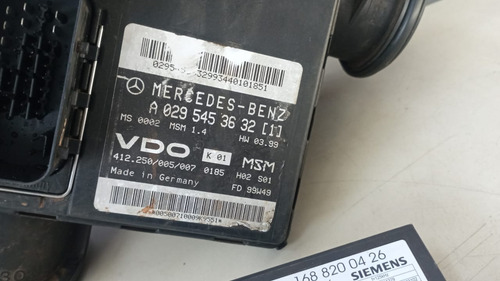 MERCEDES-BENZ
A 029 545 36 32 [1]
MS 0002 MSM 1.4 HW 03.99
VDO K 01 MSM
412.250/005/007 0185 H02 S01
Made in Germany FD 99W49
168 820 04 26
SIEMENS